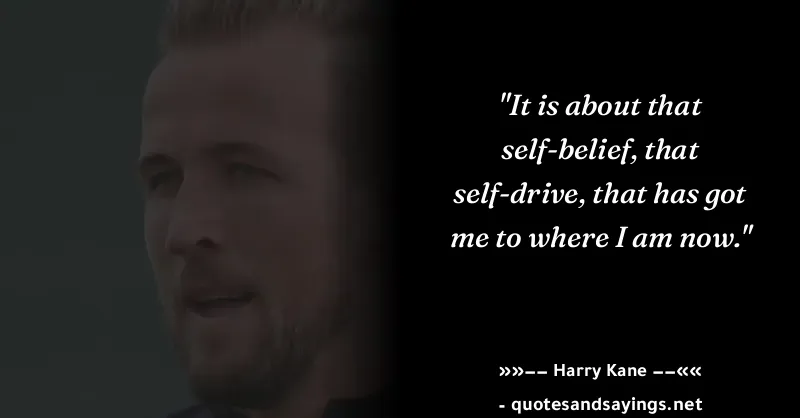 "It is about that
self-belief, that
self-drive, that has got
me to where I am now."
»»–– Harry Kane ––««
- quotesandsayings.net